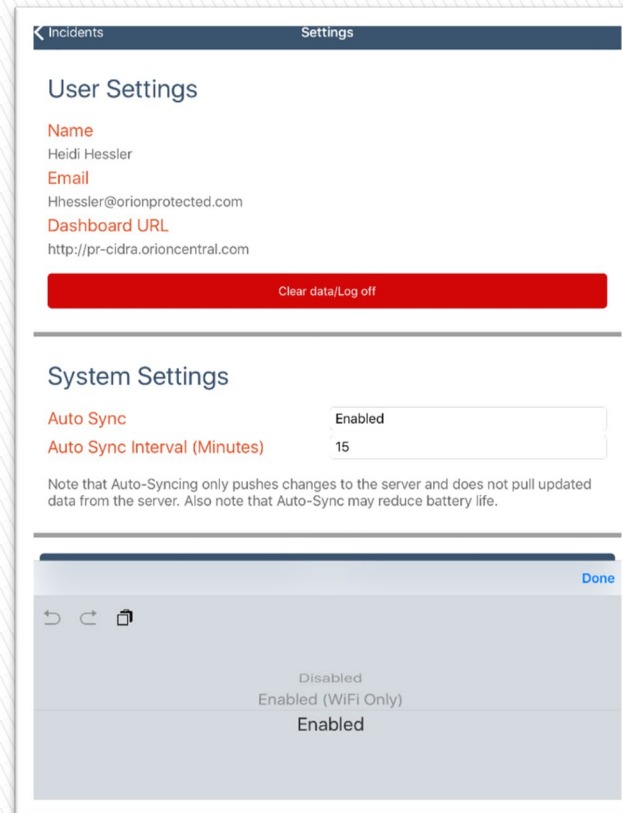 Incidents
Settings
User Settings
Name
Heidi Hessler
Email
Hhessler@orionprotected.com
Dashboard URL
http://pr-cidra.orioncentral.com
Clear data/Log off
System Settings
Auto Sync
Enabled
Auto Sync Interval (Minutes)
15
Note that Auto-Syncing only pushes changes to the server and does not pull updated
data from the server. Also note that Auto-Sync may reduce battery life.
Done
Disabled
Enabled (WiFi Only)
Enabled